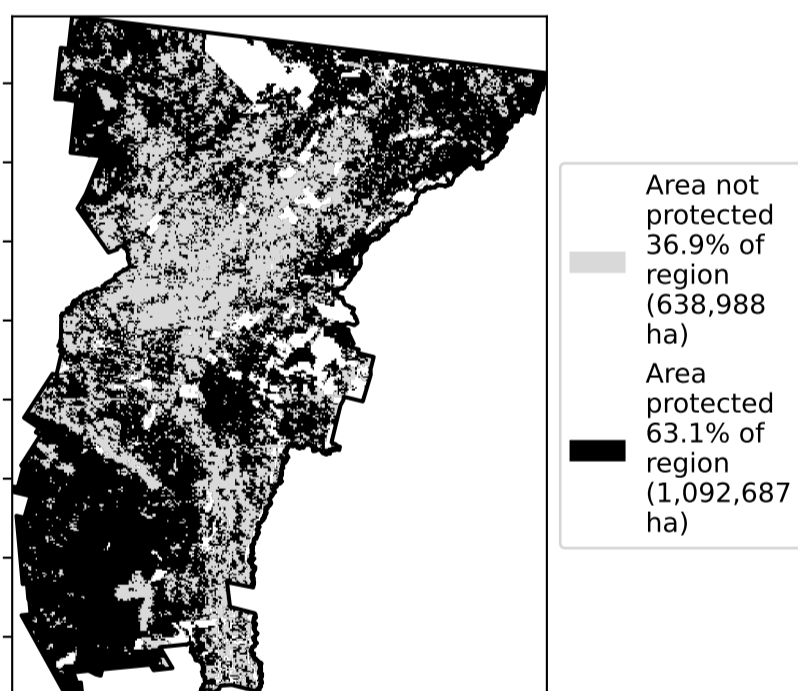 Area not
protected
36.9% of
region
(638,988
ha)
Area
protected
63.1% of
region
(1,092,687
ha)